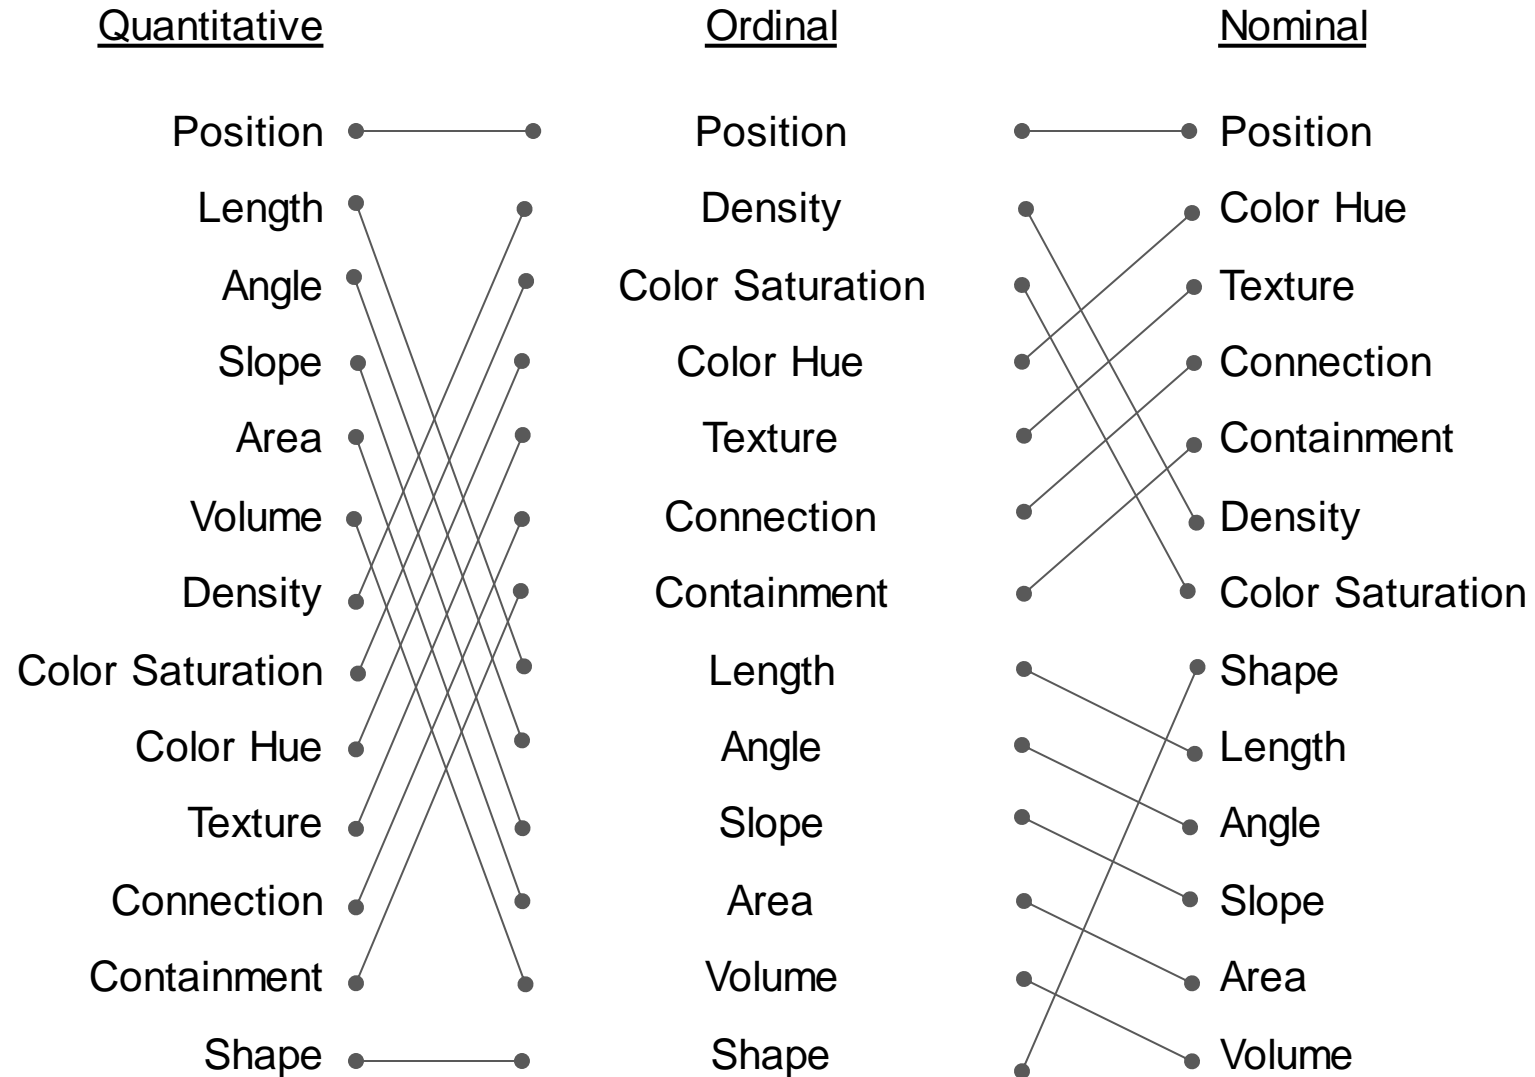 Quantitative Ordinal Nominal
Position Position Position
Length Density Color Hue
Angle Color Saturation Texture
Slope Color Hue Connection
Area Texture Containment
Volume Connection Density
Density Containment Color Saturation
Color Saturation Length Shape
Color Hue Angle Length
Texture Slope Angle
Connection Area Slope
Containment Volume Area
Shape Shape Volume